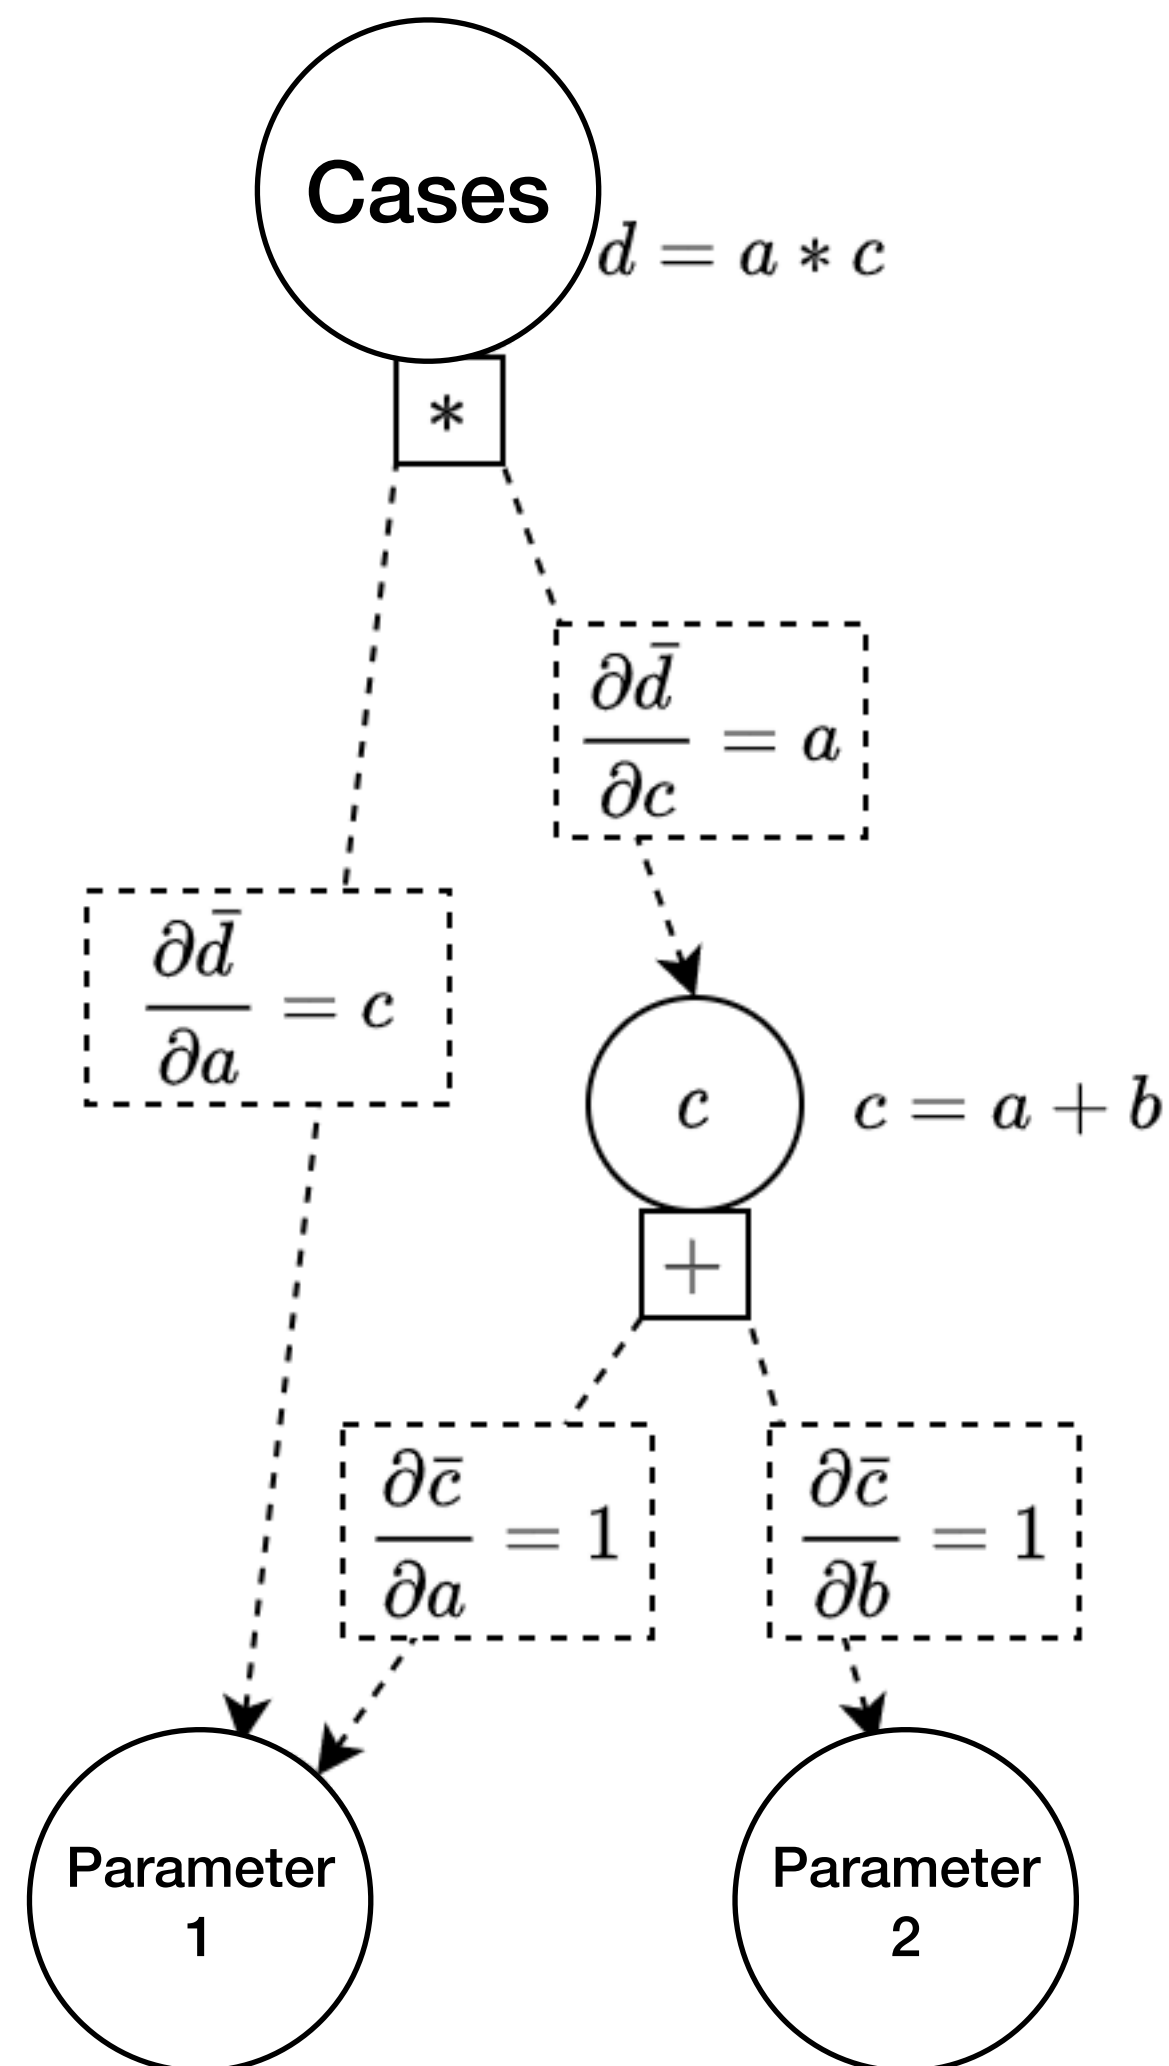 Cases
d = a * c
*
∂d̄/∂c = a
∂d̄/∂a = c
c
c = a + b
+
∂c̄/∂a = 1
∂c̄/∂b = 1
Parameter
1
Parameter
2